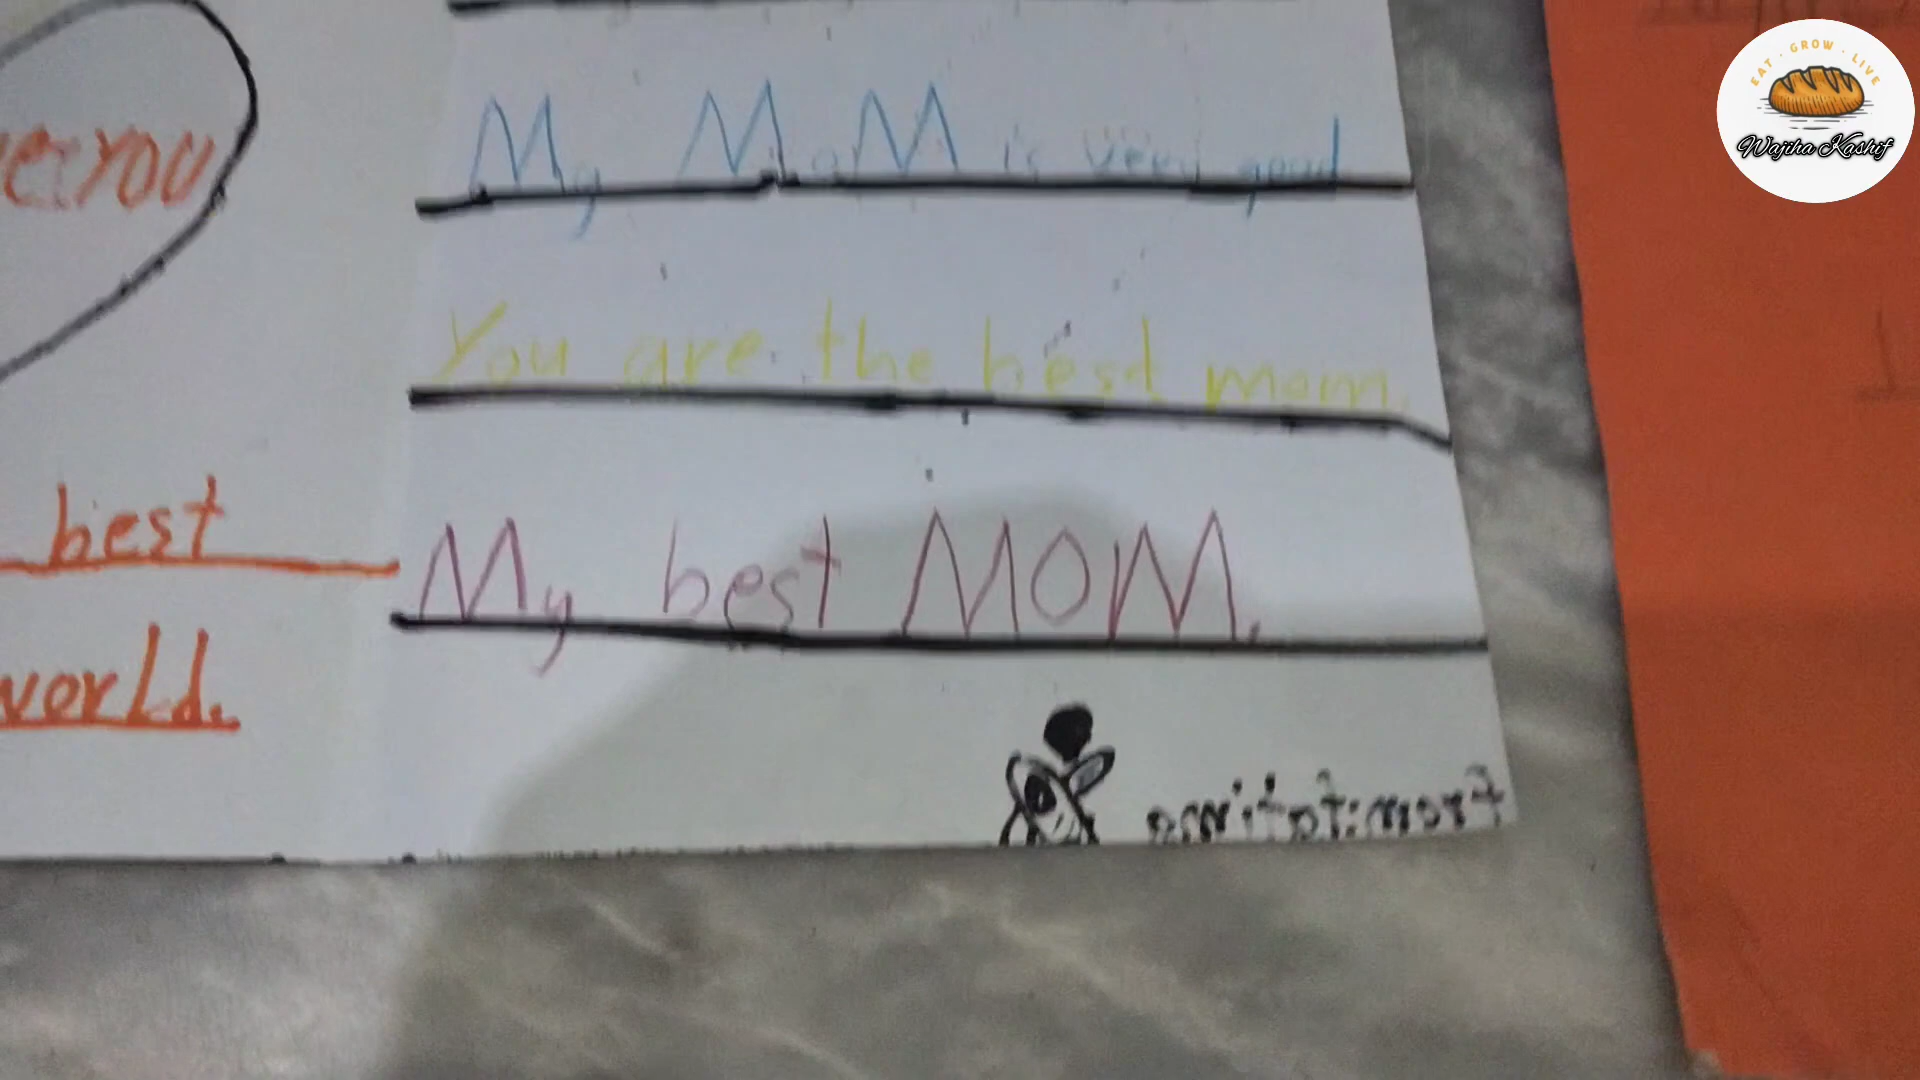 EAT · GROW · LIVE
Wajiha Kashif
You
best
world.
My MoM is very good
You are the best mom.
My best MOM.